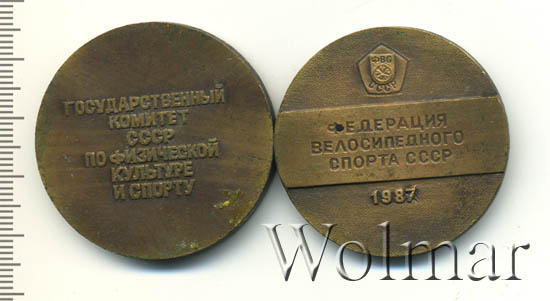 ГОСУДАРСТВЕННЫЙ
КОМИТЕТ
СССР
ПО ФИЗИЧЕСКОЙ
КУЛЬТУРЕ
И СПОРТУ
ФВС
СССР
ФЕДЕРАЦИЯ
ВЕЛОСИПЕДНОГО
СПОРТА СССР
1987
Wolmar